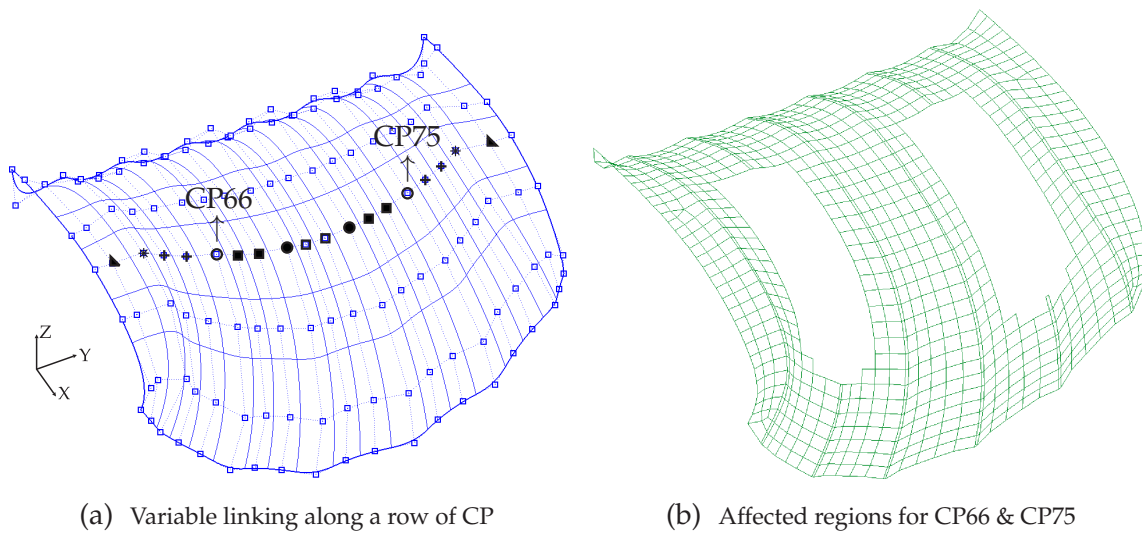 CP75
CP66
Z
Y
X
(a) Variable linking along a row of CP
(b) Affected regions for CP66 & CP75